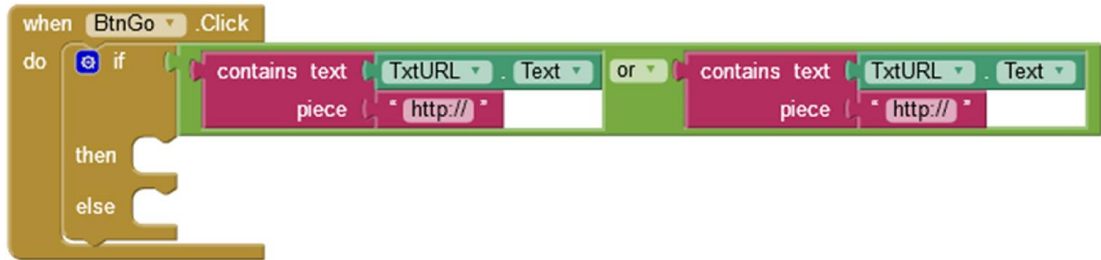 when BtnGo .Click
do if contains text TxtURL . Text or contains text TxtURL . Text
piece " http:// " piece " http:// "
then
else